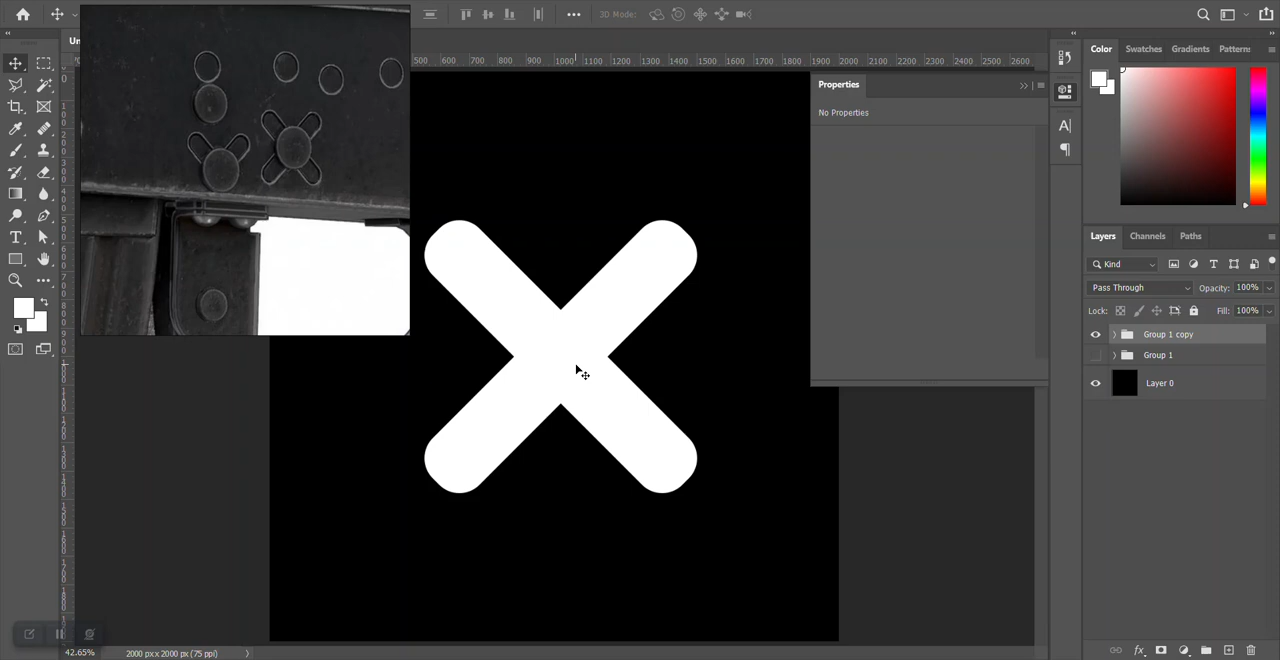 3D Mode:
Un
500 600 700 800 900 1000 1100 1200 1300 1400 1500 1600 1700 1800 1900 2000 2100 2200 2300 2400 2500 2600
Properties
No Properties
Color Swatches Gradients Patterns
Layers Channels Paths
Kind
Pass Through Opacity: 100%
Lock: Fill: 100%
Group 1 copy
Group 1
Layer 0
42.65% 2000 px x 2000 px (75 ppi)